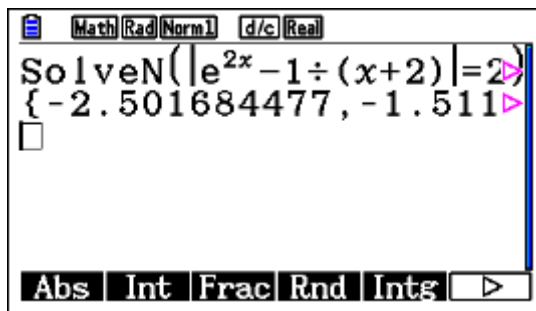 Math Rad Norm1 d/c Real
SolveN(|e^2x−1÷(x+2)|=2)
{-2.501684477,-1.511
Abs Int Frac Rnd Intg ▷